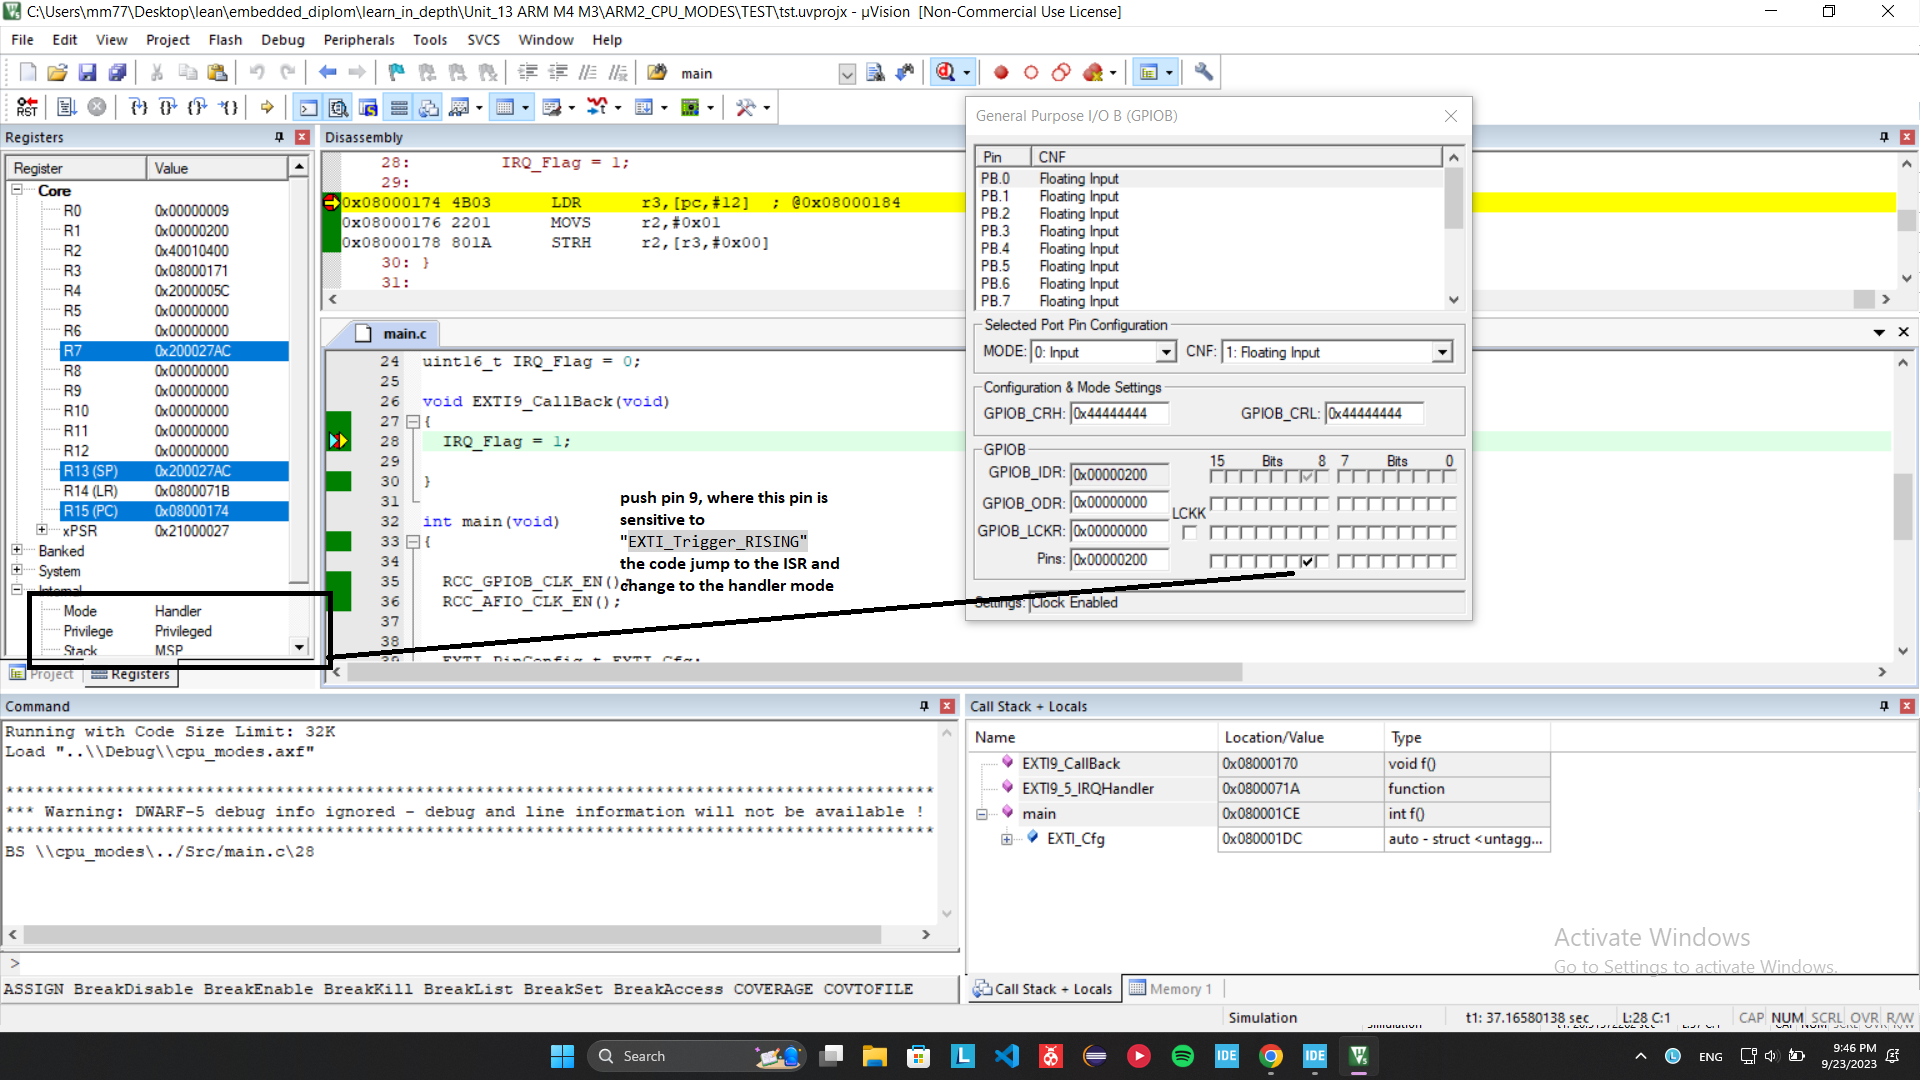 C:\Users\mm77\Desktop\lean\embedded_diplom\learn_in_depth\Unit_13 ARM M4 M3\ARM2_CPU_MODES\TEST\tst.uvprojx - µVision [Non-Commercial Use License]
File Edit View Project Flash Debug Peripherals Tools SVCS Window Help
main
RST
Registers
Register Value
Core
R0 0x00000009
R1 0x00000200
R2 0x40010400
R3 0x08000171
R4 0x2000005C
R5 0x00000000
R6 0x00000000
R7 0x200027AC
R8 0x00000000
R9 0x00000000
R10 0x00000000
R11 0x00000000
R12 0x00000000
R13 (SP) 0x200027AC
R14 (LR) 0x0800071B
R15 (PC) 0x08000174
xPSR 0x21000027
Banked
System
Internal
Mode Handler
Privilege Privileged
Stack MSP
Project Registers
Disassembly
28: IRQ_Flag = 1;
29:
0x08000174 4B03 LDR r3,[pc,#12] ; @0x08000184
0x08000176 2201 MOVS r2,#0x01
0x08000178 801A STRH r2,[r3,#0x00]
30: }
31:
main.c
24 uint16_t IRQ_Flag = 0;
25
26 void EXTI9_CallBack(void)
27 {
28 IRQ_Flag = 1;
29
30 }
31
32 int main(void)
33 {
34
35 RCC_GPIOB_CLK_EN();
36 RCC_AFIO_CLK_EN();
37
38
39 EXTI_PinConfig_t EXTI_Cfg;
push pin 9, where this pin is
sensitive to
"EXTI_Trigger_RISING"
the code jump to the ISR and
change to the handler mode
General Purpose I/O B (GPIOB)
Pin CNF
PB.0 Floating Input
PB.1 Floating Input
PB.2 Floating Input
PB.3 Floating Input
PB.4 Floating Input
PB.5 Floating Input
PB.6 Floating Input
PB.7 Floating Input
Selected Port Pin Configuration
MODE: 0: Input CNF: 1: Floating Input
Configuration & Mode Settings
GPIOB_CRH: 0x44444444 GPIOB_CRL: 0x44444444
GPIOB
15 Bits 8 7 Bits 0
GPIOB_IDR: 0x00000200
GPIOB_ODR: 0x00000000
LCKK
GPIOB_LCKR: 0x00000000
Pins: 0x00000200
Settings: Clock Enabled
Command
Running with Code Size Limit: 32K
Load "..\\Debug\\cpu_modes.axf"
*** Warning: DWARF-5 debug info ignored - debug and line information will not be available !
BS \\cpu_modes\../Src/main.c\28
>
ASSIGN BreakDisable BreakEnable BreakKill BreakList BreakSet BreakAccess COVERAGE COVTOFILE
Call Stack + Locals
Name Location/Value Type
EXTI9_CallBack 0x08000170 void f()
EXTI9_5_IRQHandler 0x0800071A function
main 0x080001CE int f()
EXTI_Cfg 0x080001DC auto - struct <untagg...
Activate Windows
Go to Settings to activate Windows.
Call Stack + Locals Memory 1
Simulation t1: 37.16580138 sec L:28 C:1 CAP NUM SCRL OVR R/W
Search
L
IDE
IDE
ENG
9:46 PM
9/23/2023